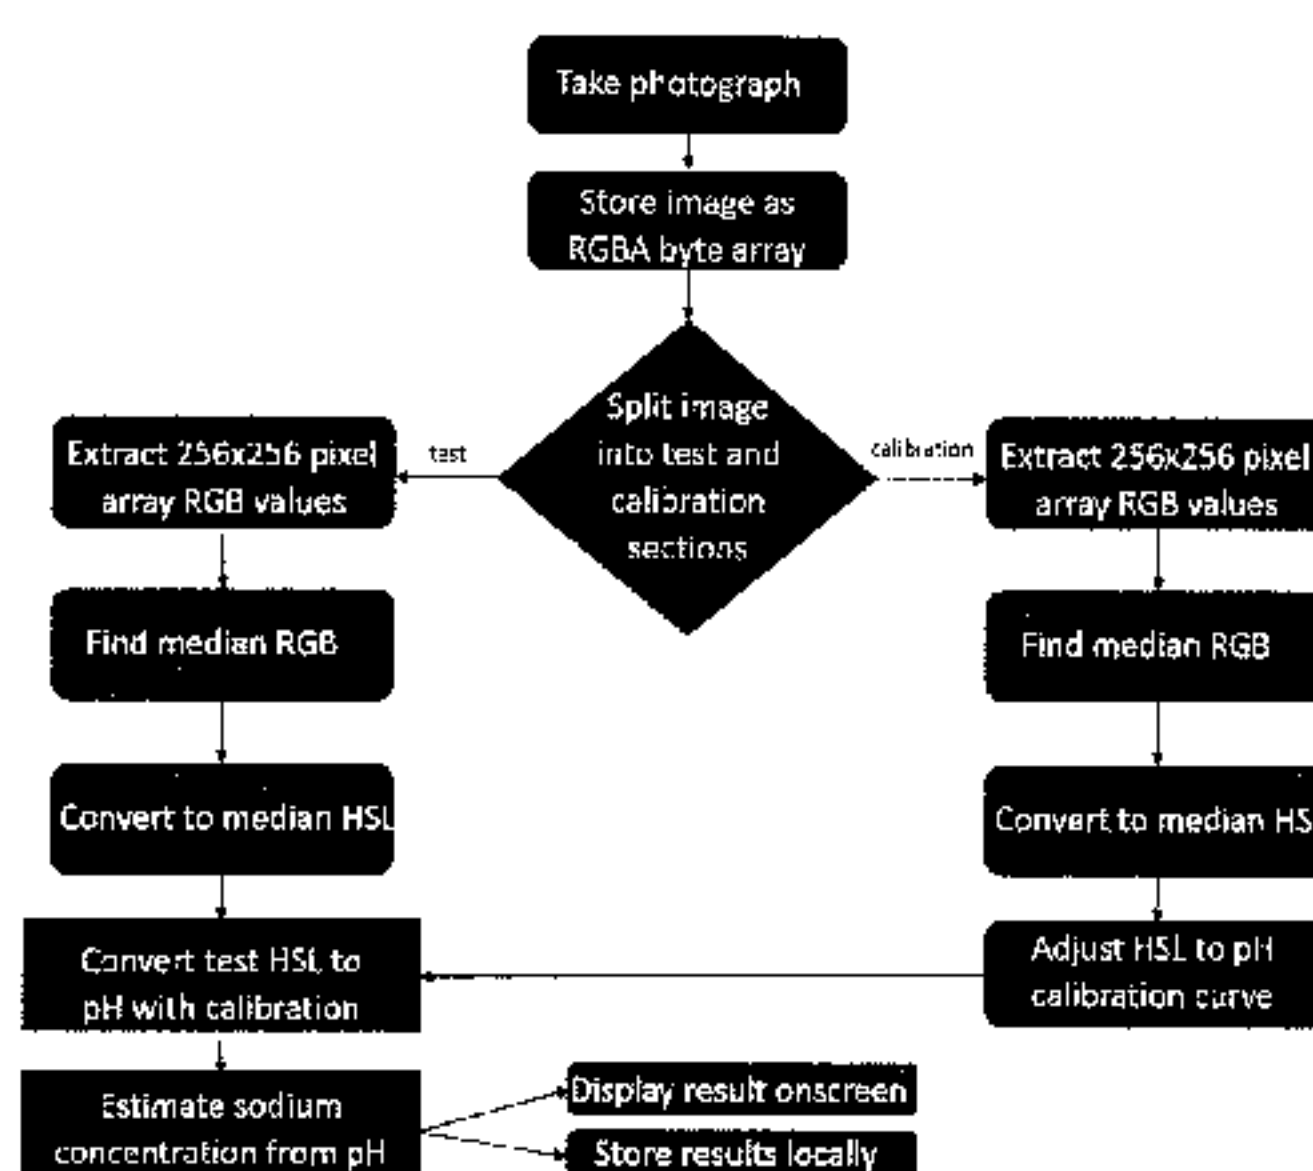 Take photograph
Store image as
RGBA byte array
Split image
into test and
calibration
sections
test
calibration
Extract 256x256 pixel
array RGB values
Find median RGB
Convert to median HSL
Extract 256x256 pixel
array RGB values
Find median RGB
Convert to median HS
Adjust HSL to pH
calibration curve
Convert test HSL to
pH with calibration
Estimate sodium
concentration from pH
Display result onscreen
Store results locally